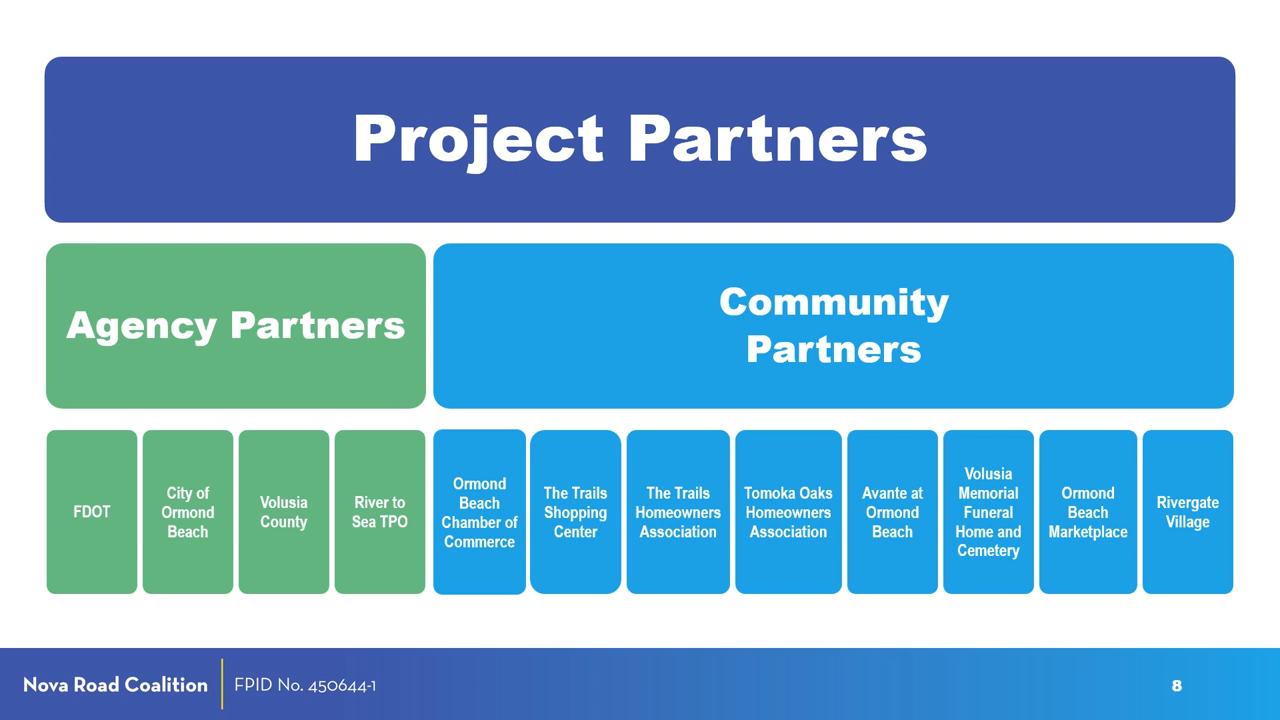 Project Partners
Agency Partners
Community
Partners
FDOT
City of
Ormond
Beach
Volusia
County
River to
Sea TPO
Ormond
Beach
Chamber of
Commerce
The Trails
Shopping
Center
The Trails
Homeowners
Association
Tomoka Oaks
Homeowners
Association
Avante at
Ormond
Beach
Volusia
Memorial
Funeral
Home and
Cemetery
Ormond
Beach
Marketplace
Rivergate
Village
Nova Road Coalition
FPID No. 450644-1
8